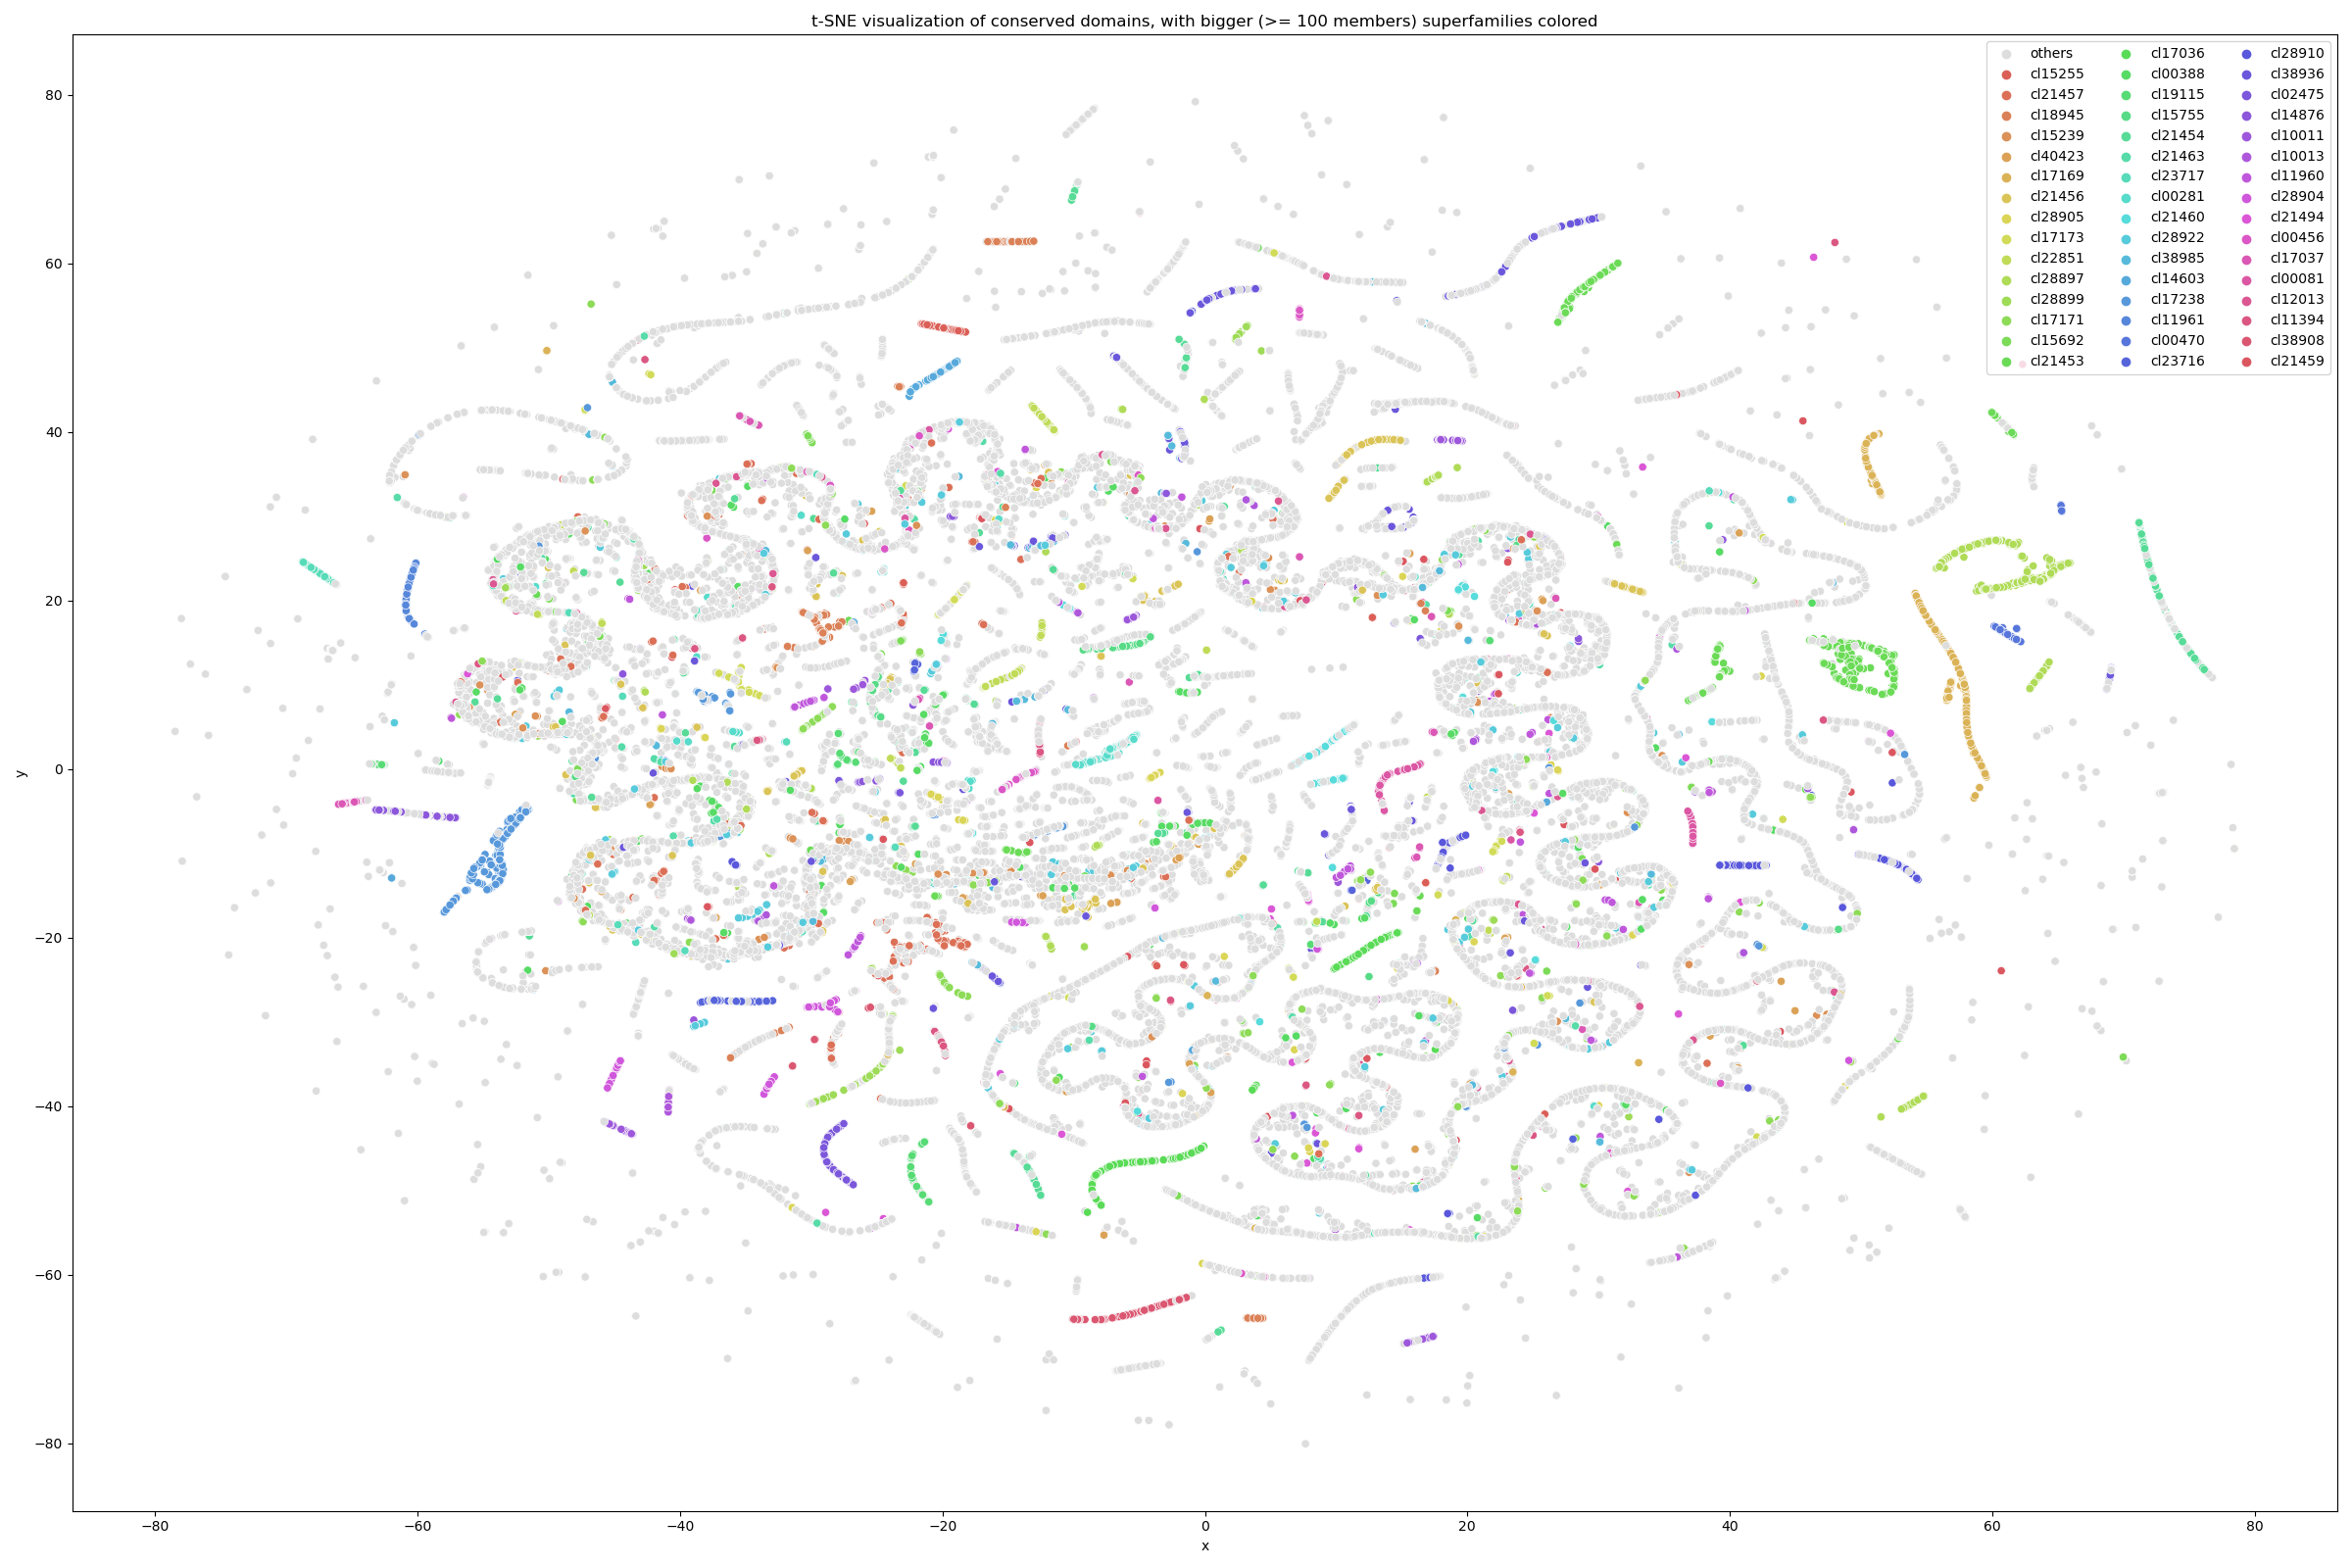 t-SNE visualization of conserved domains, with bigger (>= 100 members) superfamilies colored
others
cl15255
cl21457
cl18945
cl15239
cl40423
cl17169
cl21456
cl28905
cl17173
cl22851
cl28897
cl28899
cl17171
cl15692
cl21453
cl17036
cl00388
cl19115
cl15755
cl21454
cl21463
cl23717
cl00281
cl21460
cl28922
cl38985
cl14603
cl17238
cl11961
cl00470
cl23716
cl28910
cl38936
cl02475
cl14876
cl10011
cl10013
cl11960
cl28904
cl21494
cl00456
cl17037
cl00081
cl12013
cl11394
cl38908
cl21459
y
80
60
40
20
0
−20
−40
−60
−80
−80
−60
−40
−20
0
20
40
60
80
x